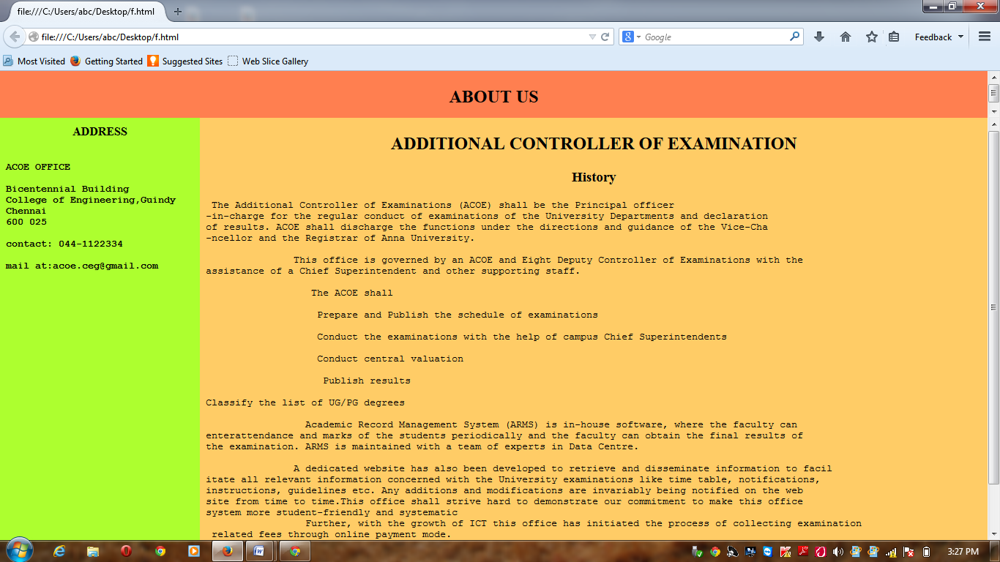 file:///C:/Users/abc/Desktop/f.html
file:///C:/Users/abc/Desktop/f.html
Google
Feedback
Most Visited
Getting Started
Suggested Sites
Web Slice Gallery
ABOUT US
ADDRESS
ACOE OFFICE
Bicentennial Building
College of Engineering,Guindy
Chennai
600 025
contact: 044-1122334
mail at:acoe.ceg@gmail.com
ADDITIONAL CONTROLLER OF EXAMINATION
History
The Additional Controller of Examinations (ACOE) shall be the Principal officer
-in-charge for the regular conduct of examinations of the University Departments and declaration
of results. ACOE shall discharge the functions under the directions and guidance of the Vice-Cha
-ncellor and the Registrar of Anna University.
This office is governed by an ACOE and Eight Deputy Controller of Examinations with the
assistance of a Chief Superintendent and other supporting staff.
The ACOE shall
Prepare and Publish the schedule of examinations
Conduct the examinations with the help of campus Chief Superintendents
Conduct central valuation
Publish results
Classify the list of UG/PG degrees
Academic Record Management System (ARMS) is in-house software, where the faculty can
enterattendance and marks of the students periodically and the faculty can obtain the final results of
the examination. ARMS is maintained with a team of experts in Data Centre.
A dedicated website has also been developed to retrieve and disseminate information to facil
itate all relevant information concerned with the University examinations like time table, notifications,
instructions, guidelines etc. Any additions and modifications are invariably being notified on the web
site from time to time.This office shall strive hard to demonstrate our commitment to make this office
system more student-friendly and systematic
Further, with the growth of ICT this office has initiated the process of collecting examination
related fees through online payment mode.
3:27 PM